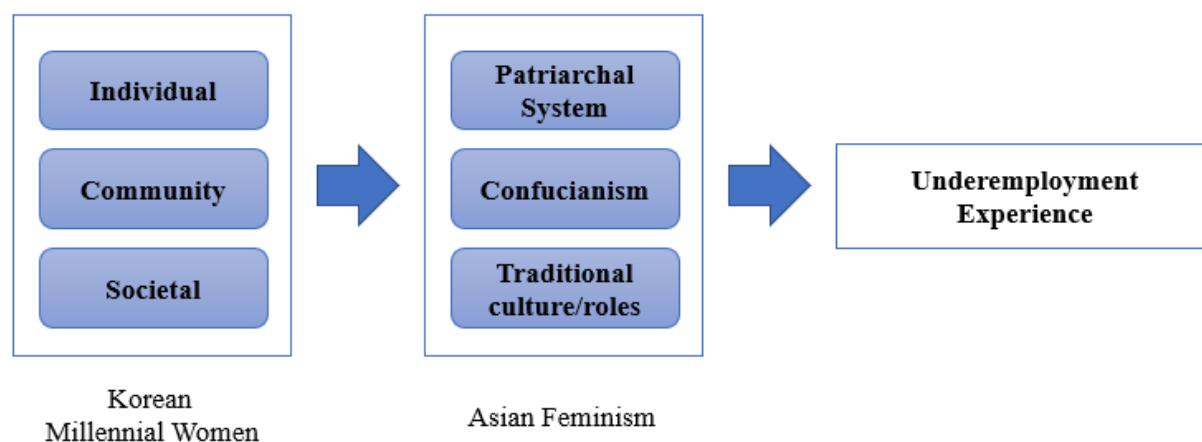 Individual
Community
Societal
Korean
Millennial Women
Patriarchal
System
Confucianism
Traditional
culture/roles
Asian Feminism
Underemployment
Experience